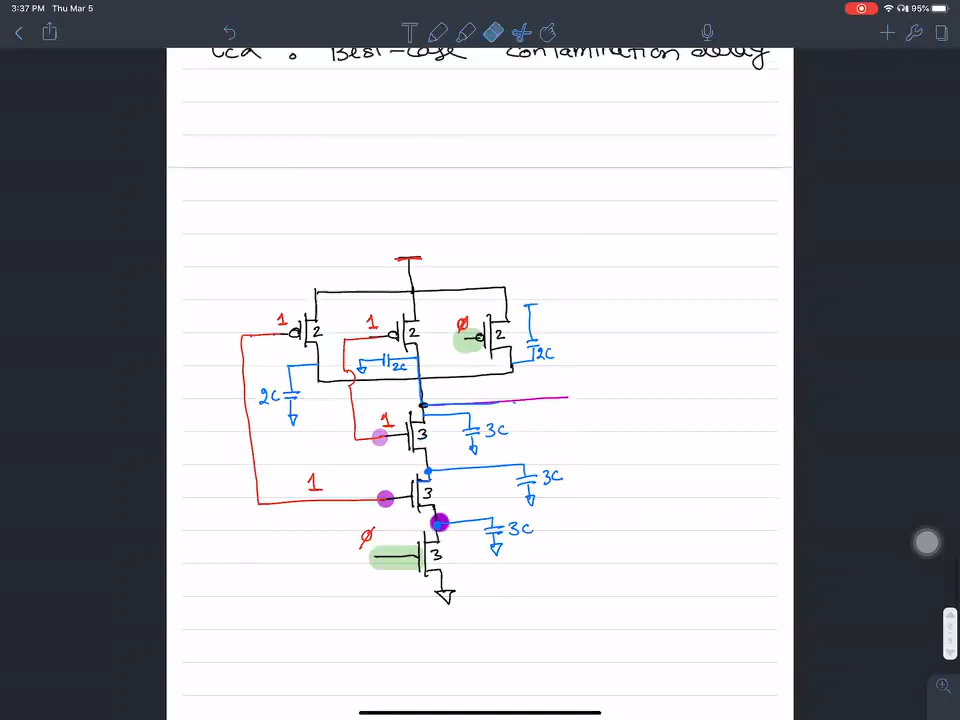 3:37 PM Thu Mar 5
95%
tcd : Best-case contamination delay
1
2
1
2
ϕ
2
2C
2C
2C
1
3
3C
1
3
3C
ϕ
3C
3